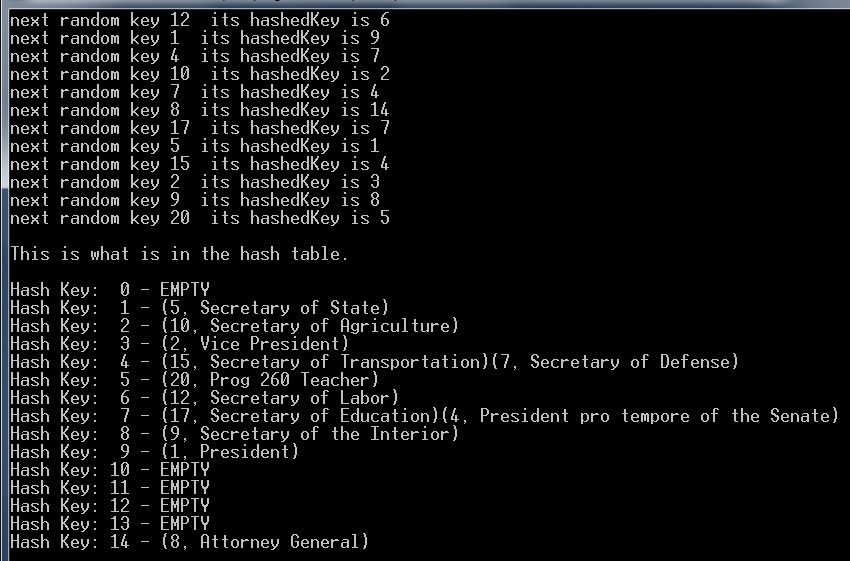 next random key 12  its hashedKey is 6
next random key 1  its hashedKey is 9
next random key 4  its hashedKey is 7
next random key 10  its hashedKey is 2
next random key 7  its hashedKey is 4
next random key 8  its hashedKey is 14
next random key 17  its hashedKey is 7
next random key 5  its hashedKey is 1
next random key 15  its hashedKey is 4
next random key 2  its hashedKey is 3
next random key 9  its hashedKey is 8
next random key 20  its hashedKey is 5
This is what is in the hash table.
Hash Key:  0 - EMPTY
Hash Key:  1 - (5, Secretary of State)
Hash Key:  2 - (10, Secretary of Agriculture)
Hash Key:  3 - (2, Vice President)
Hash Key:  4 - (15, Secretary of Transportation)(7, Secretary of Defense)
Hash Key:  5 - (20, Prog 260 Teacher)
Hash Key:  6 - (12, Secretary of Labor)
Hash Key:  7 - (17, Secretary of Education)(4, President pro tempore of the Senate)
Hash Key:  8 - (9, Secretary of the Interior)
Hash Key:  9 - (1, President)
Hash Key: 10 - EMPTY
Hash Key: 11 - EMPTY
Hash Key: 12 - EMPTY
Hash Key: 13 - EMPTY
Hash Key: 14 - (8, Attorney General)